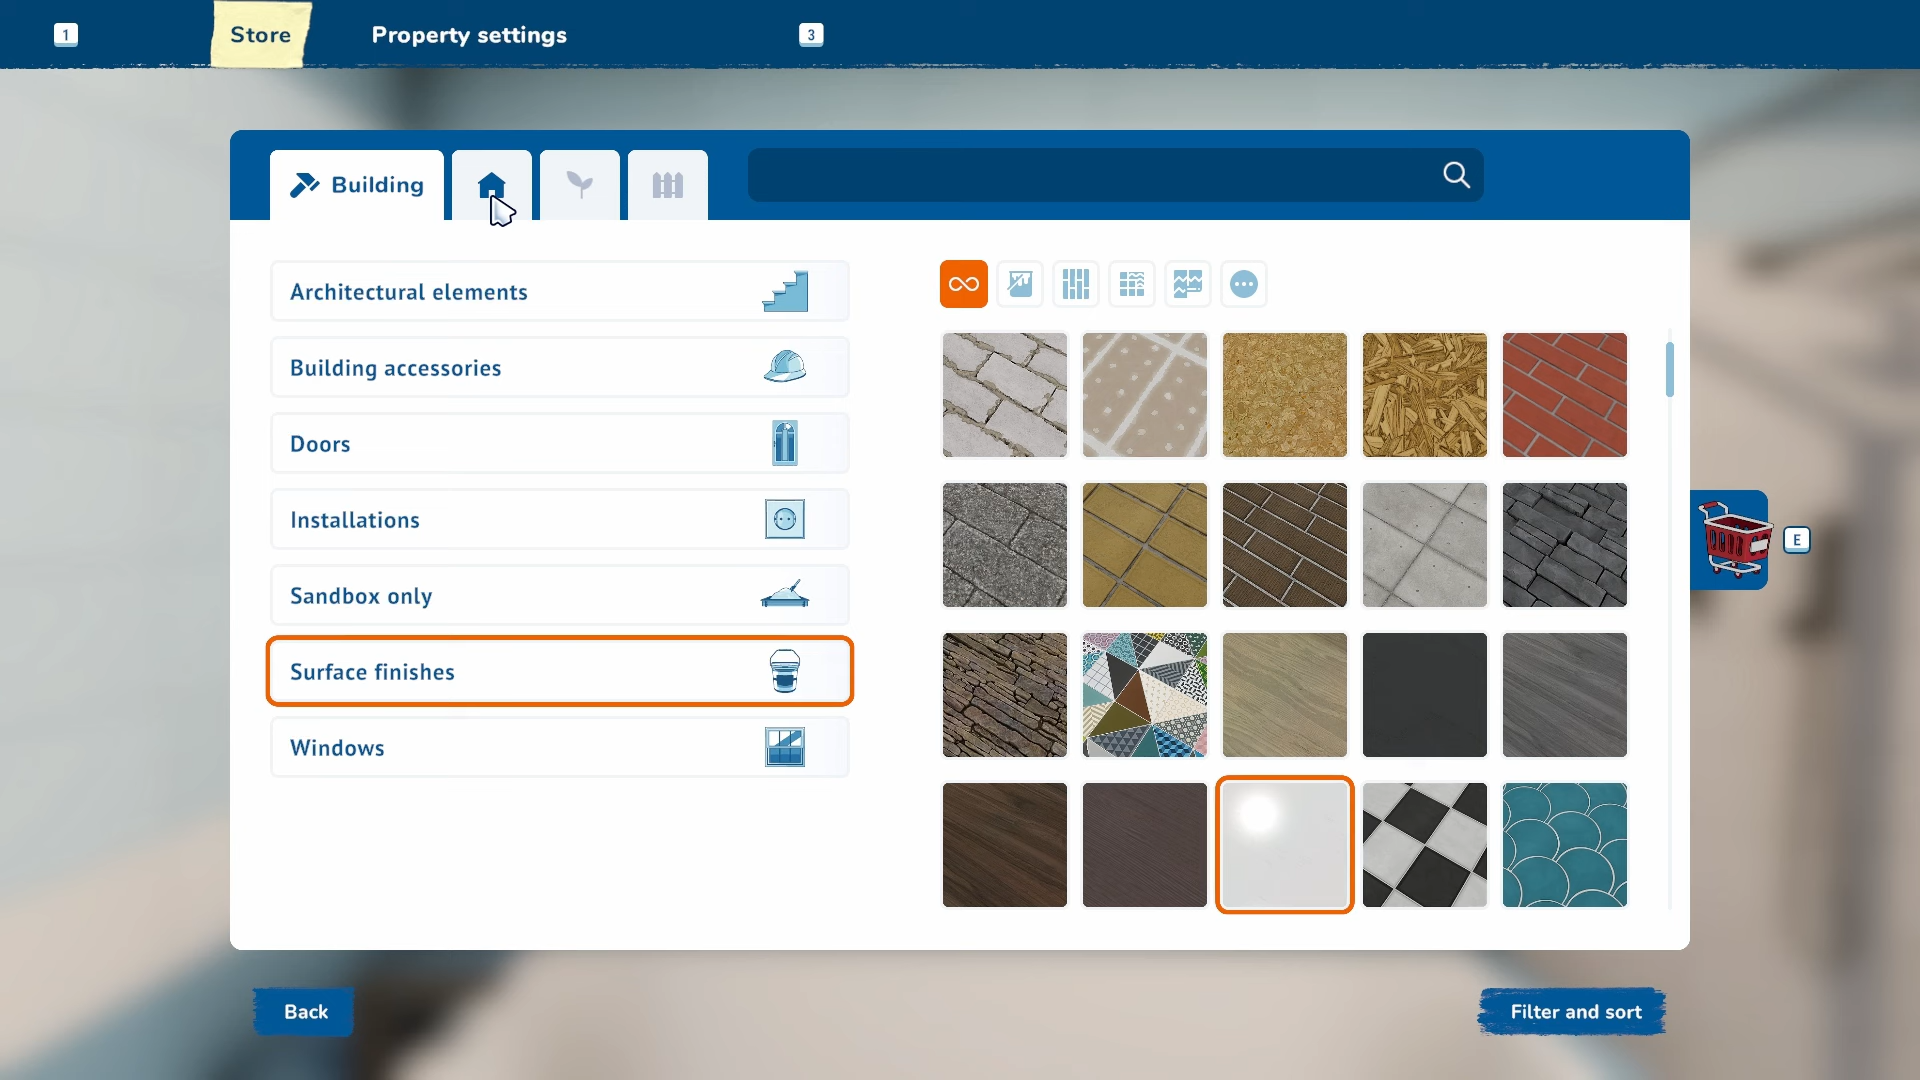 1
Store
Property settings
3
Building
Architectural elements
Building accessories
Doors
Installations
Sandbox only
Surface finishes
Windows
E
Back
Filter and sort